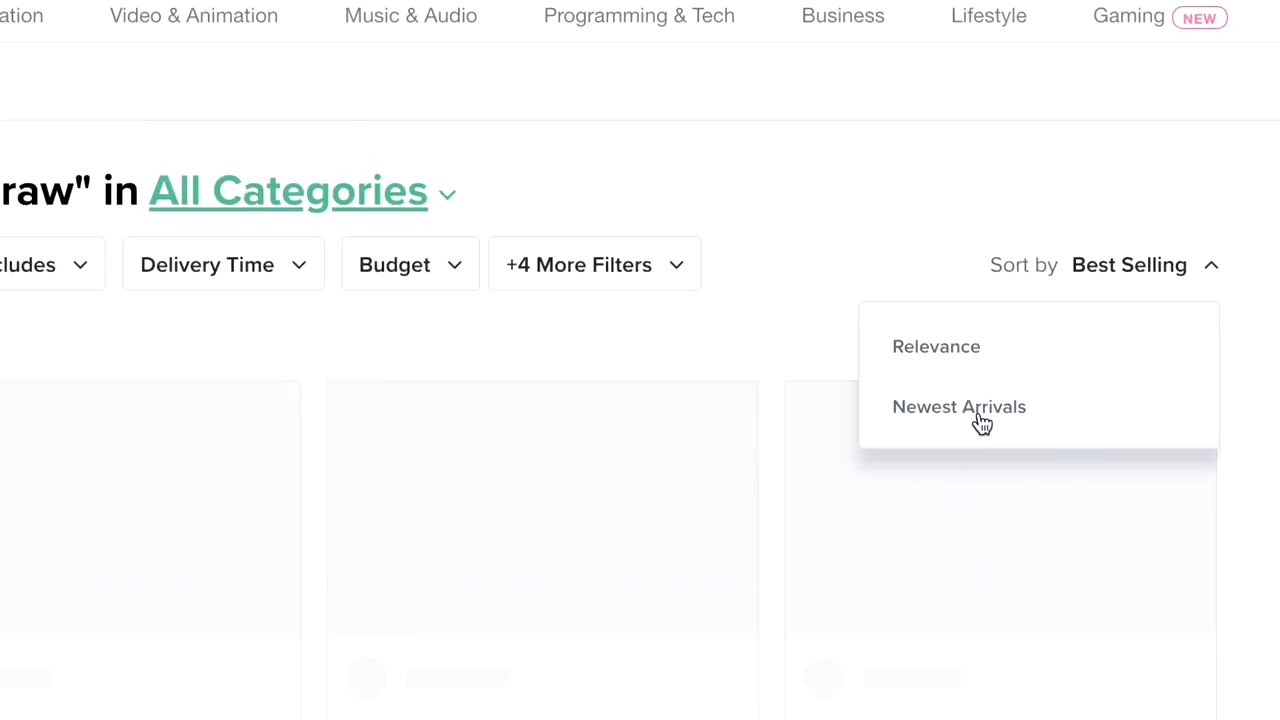 ation Video & Animation Music & Audio Programming & Tech Business Lifestyle Gaming NEW
raw" in All Categories
cludes Delivery Time Budget +4 More Filters Sort by Best Selling
Relevance
Newest Arrivals